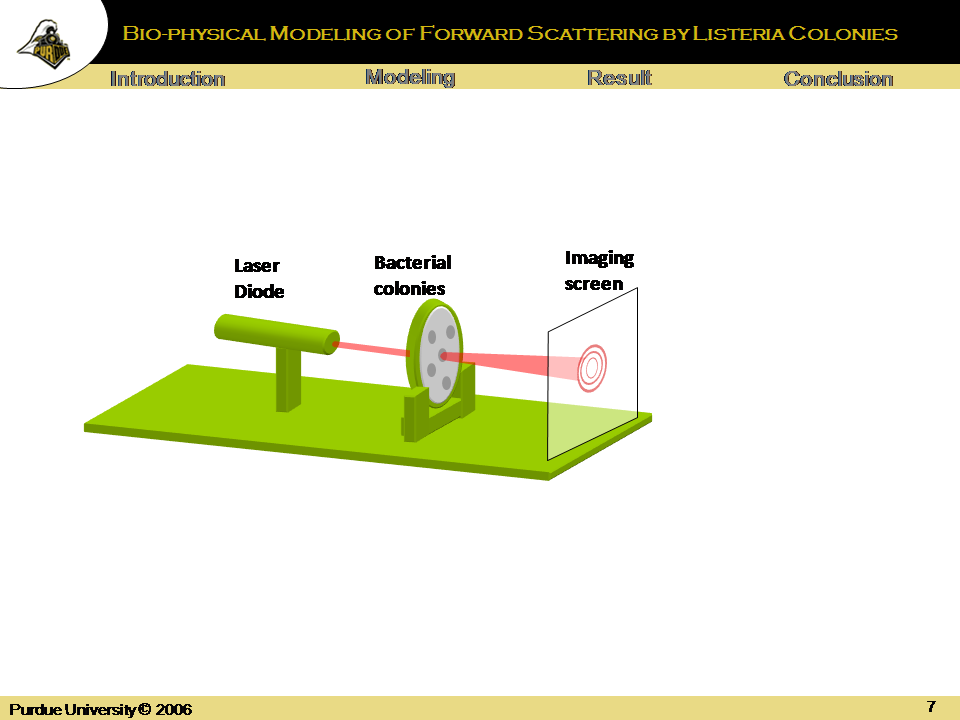 PURDUE
BIO-PHYSICAL MODELING OF FORWARD SCATTERING BY LISTERIA COLONIES
Introduction Modeling Result Conclusion
Laser
Diode
Bacterial
colonies
Imaging
screen
Purdue University © 2006
7